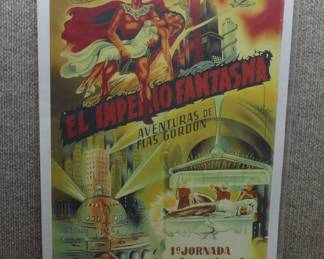 EL IMPERIO FANTASMA
AVENTURAS DE
FLAS GORDON
1ª JORNADA